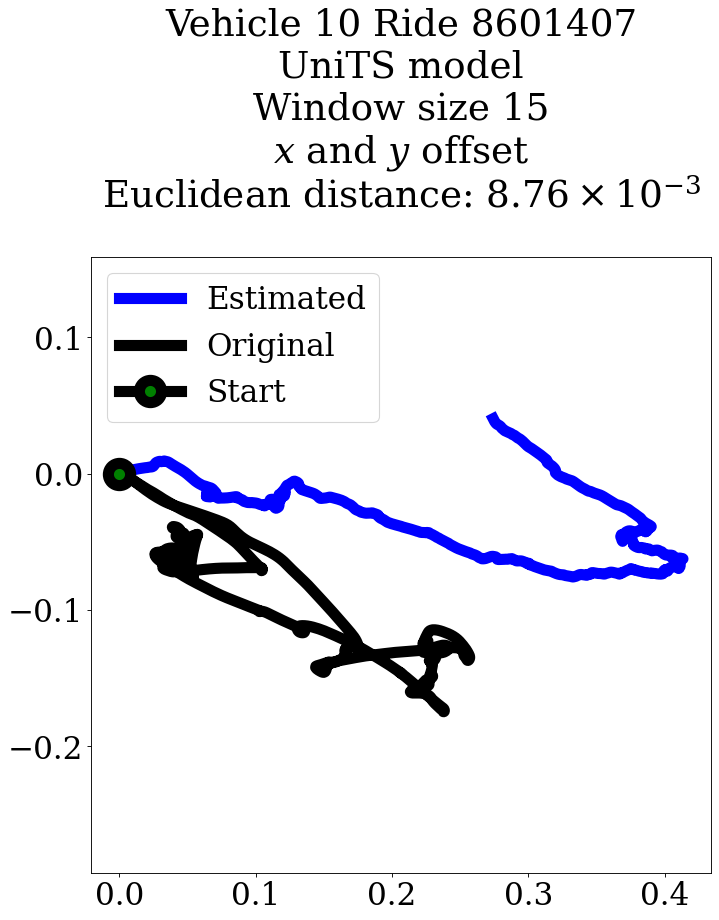 Vehicle 10 Ride 8601407
UniTS model
Window size 15
x and y offset
Euclidean distance: 8.76 × 10⁻³
Estimated
Original
Start
0.1
0.0
−0.1
−0.2
0.0 0.1 0.2 0.3 0.4